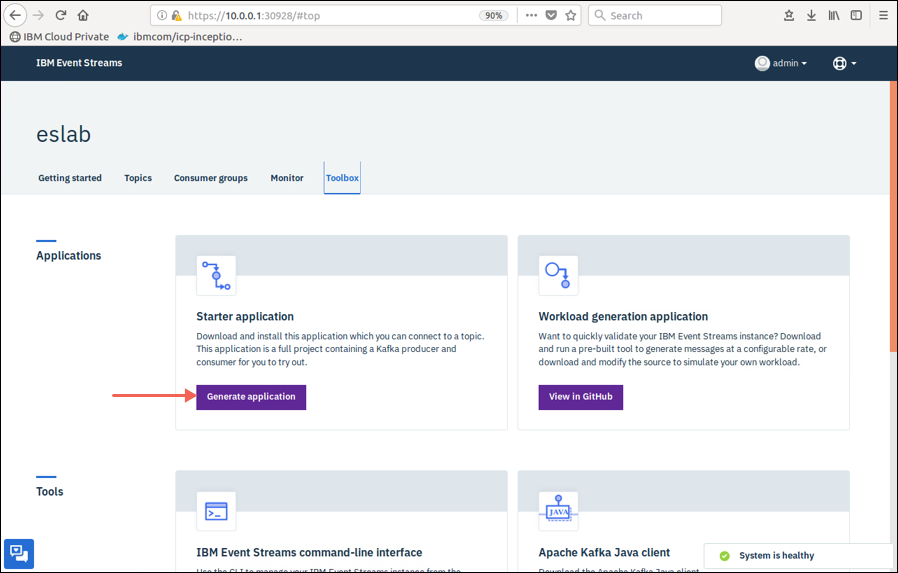 https://10.0.0.1:30928/#top
90%
Search
IBM Cloud Private
ibmcom/icp-inceptio…
IBM Event Streams
admin
eslab
Getting started
Topics
Consumer groups
Monitor
Toolbox
Applications
Starter application
Download and install this application which you can connect to a topic.
This application is a full project containing a Kafka producer and
consumer for you to try out.
Generate application
Workload generation application
Want to quickly validate your IBM Event Streams instance? Download
and run a pre-built tool to generate messages at a configurable rate, or
download and modify the source to simulate your own workload.
View in GitHub
Tools
IBM Event Streams command-line interface
Use the CLI to manage your IBM Event Streams instance from the
JAVA
Apache Kafka Java client
Download the Apache Kafka Java client
System is healthy